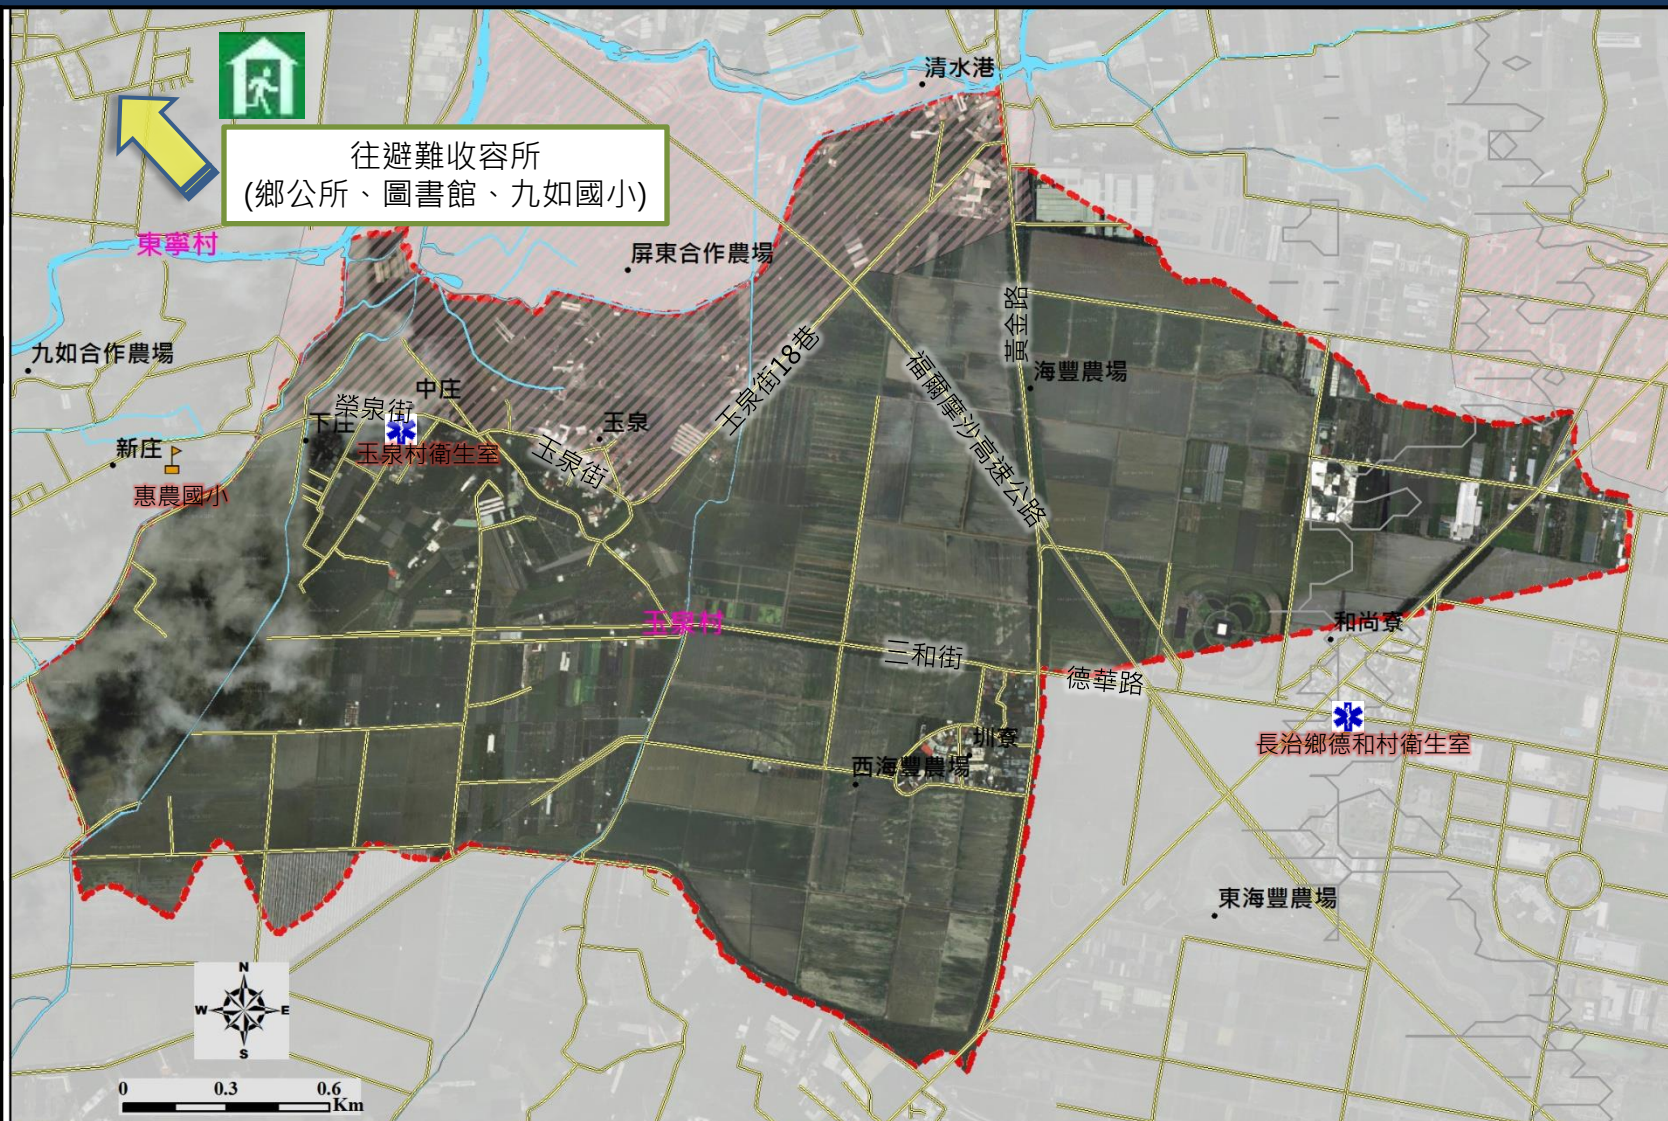 清水港
往避難收容所
(鄉公所、圖書館、九如國小)
東寧村
屏東合作農場
九如合作農場
黃金路
玉泉街18巷
福爾摩沙高速公路
海豐農場
中庄
榮泉街
下庄
玉泉
新庄
玉泉村衛生室
玉泉街
惠農國小
玉泉村
和尚寮
三和街
德華路
圳寮
長治鄉德和村衛生室
西海豐農場
東海豐農場
N
W E
S
0 0.3 0.6
Km